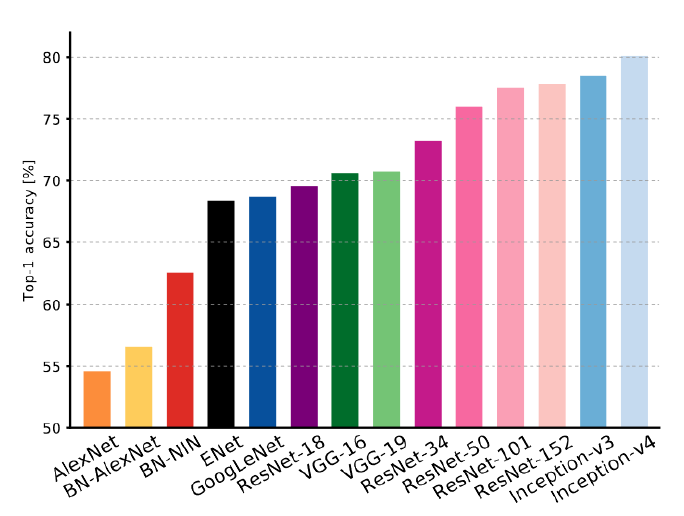 Top-1 accuracy [%]
80
75
70
65
60
55
50
AlexNet
BN-AlexNet
BN-NIN
ENet
GoogLeNet
ResNet-18
VGG-16
VGG-19
ResNet-34
ResNet-50
ResNet-101
ResNet-152
Inception-v3
Inception-v4